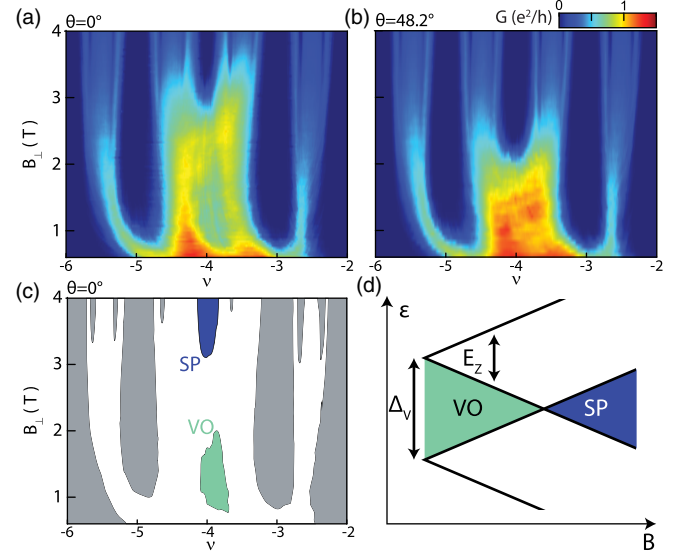 (a) θ=0°
(b) θ=48.2°
G (e²/h) 0 1
4
3
2
1
B⊥ (T)
-6 -5 -4 -3 -2
ν
4
3
2
1
B⊥ (T)
-6 -5 -4 -3 -2
ν
(c) θ=0°
4
3
2
1
B⊥ (T)
SP
VO
-6 -5 -4 -3 -2
ν
(d)
ε
E_Z
Δ_V
VO
SP
B